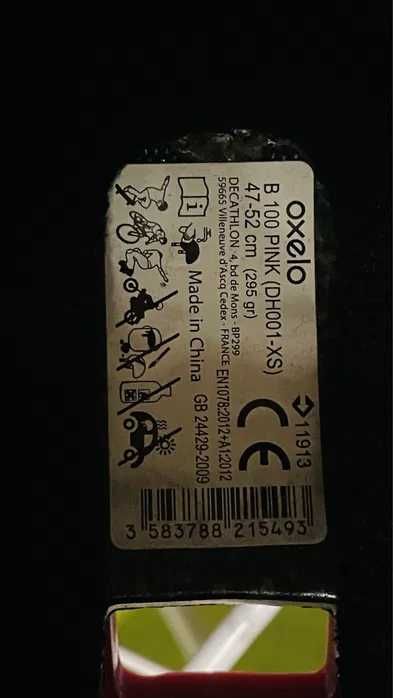 oxelo
B 100 PINK (DH001-XS)
47-52 cm (295 gr)
DECATHLON 4, bd de Mons - BP299
59665 Villeneuve d'Ascq Cedex - FRANCE
EN1078:2012+A1:2012
Made in China
GB 24429-2009
CE
11913
3 583788 215493